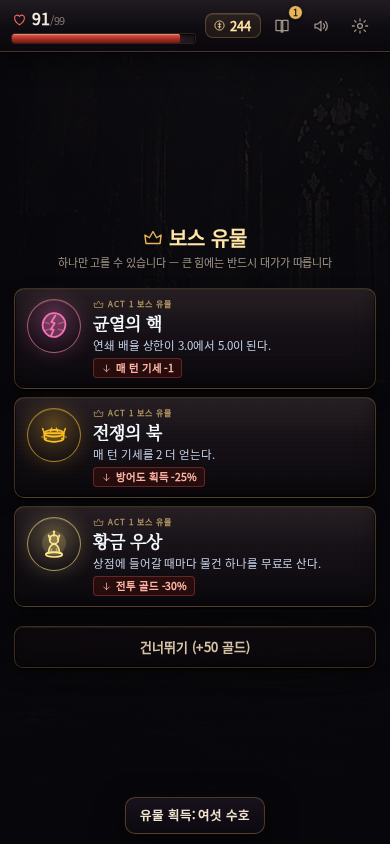 91/99
244
1
보스 유물
하나만 고를 수 있습니다 — 큰 힘에는 반드시 대가가 따릅니다
ACT 1 보스 유물
균열의 핵
연쇄 배율 상한이 3.0에서 5.0이 된다.
↓ 매 턴 기세 -1
ACT 1 보스 유물
전쟁의 북
매 턴 기세를 2 더 얻는다.
↓ 방어도 획득 -25%
ACT 1 보스 유물
황금 우상
상점에 들어갈 때마다 물건 하나를 무료로 산다.
↓ 전투 골드 -30%
건너뛰기 (+50 골드)
유물 획득: 여섯 수호